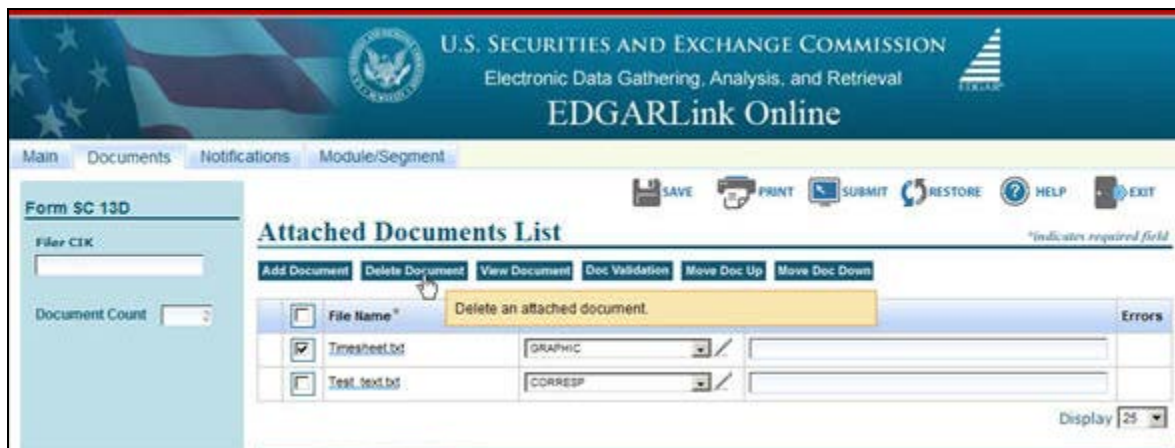 U.S. SECURITIES AND EXCHANGE COMMISSION
Electronic Data Gathering, Analysis, and Retrieval
EDGAR
EDGARLink Online
Main Documents Notifications Module/Segment
SAVE PRINT SUBMIT RESTORE ? HELP EXIT
Form SC 13D
Filer CIK
Document Count 2
Attached Documents List
*indicates required field
Add Document Delete Document View Document Doc Validation Move Doc Up Move Doc Down
Delete an attached document.
File Name* Errors
Timesheet.txt GRAPHIC
Test_text.txt CORRESP
Display 25